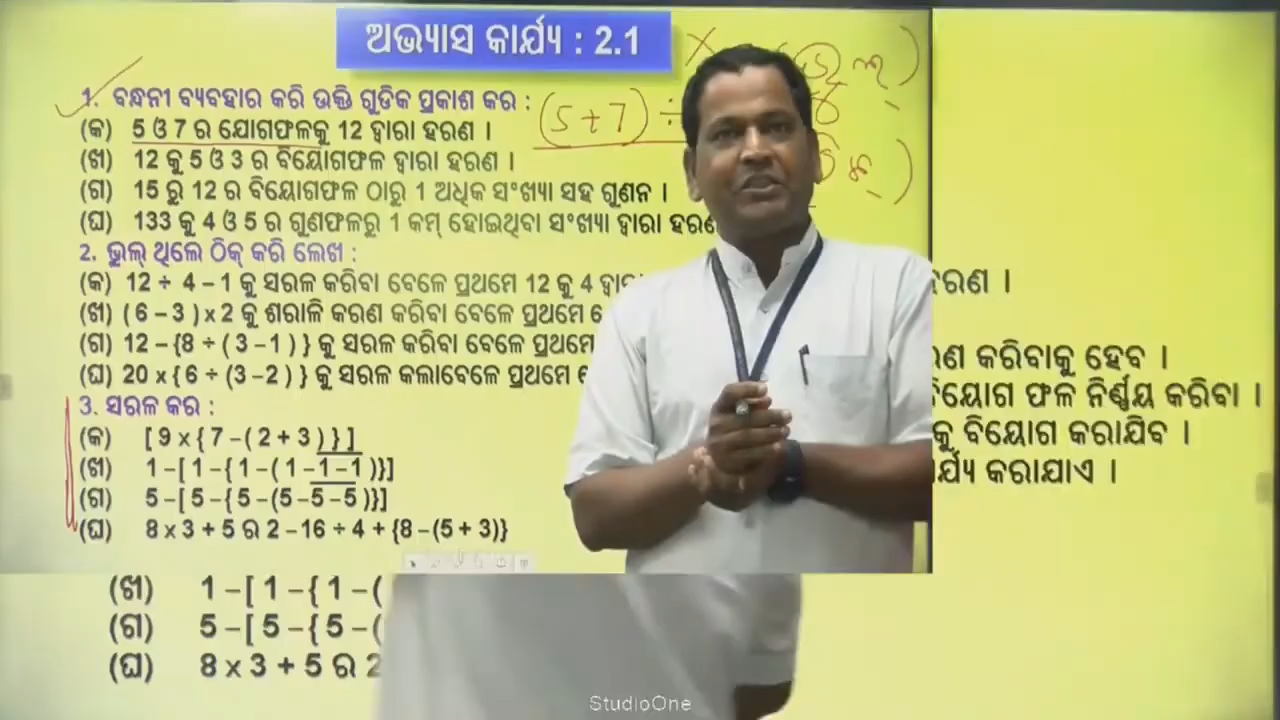 ଅଭ୍ୟାସ କାର୍ଯ୍ୟ : 2.1
1. ବନ୍ଧନୀ ବ୍ୟବହାର କରି ଉକ୍ତି ଗୁଡିକ ପ୍ରକାଶ କର :
(5+7) ÷
(କ) 5 ଓ 7 ର ଯୋଗଫଳକୁ 12 ଦ୍ୱାରା ହରଣ ।
(ଖ) 12 କୁ 5 ଓ 3 ର ବିୟୋଗଫଳ ଦ୍ୱାରା ହରଣ ।
(ଗ) 15 ରୁ 12 ର ବିୟୋଗଫଳ ଠାରୁ 1 ଅଧିକ ସଂଖ୍ୟା ସହ ଗୁଣନ ।
(ଘ) 133 କୁ 4 ଓ 5 ର ଗୁଣଫଳରୁ 1 କମ୍ ହୋଇଥିବା ସଂଖ୍ୟା ଦ୍ୱାରା ହରଣ
2. ଭୁଲ୍ ଥିଲେ ଠିକ୍ କରି ଲେଖ :
(କ) 12 ÷ 4 – 1 କୁ ସରଳ କରିବା ବେଳେ ପ୍ରଥମେ 12 କୁ 4 ଦ୍ୱାରା
ହରଣ ।
(ଖ) ( 6 – 3 ) x 2 କୁ ଶରାଳି କରଣ କରିବା ବେଳେ ପ୍ରଥମେ
(ଗ) 12 – {8 ÷ ( 3 –1 ) } କୁ ସରଳ କରିବା ବେଳେ ପ୍ରଥମେ
ରଣ କରିବାକୁ ହେବ ।
(ଘ) 20 x { 6 ÷ (3 –2 ) } କୁ ସରଳ କଲାବେଳେ ପ୍ରଥମେ
ବିୟୋଗ ଫଳ ନିର୍ଣ୍ଣୟ କରିବା ।
3. ସରଳ କର :
(କ) [ 9 x { 7 – ( 2 + 3 ) } ]
କୁ ବିୟୋଗ କରାଯିବ ।
(ଖ) 1 – [ 1 – { 1 – ( 1 – 1 – 1 )}]
ର୍ଯ୍ୟ କରାଯାଏ ।
(ଗ) 5 – [ 5 – { 5 – (5 – 5 – 5 )}]
(ଘ) 8 x 3 + 5 ର 2 – 16 ÷ 4 + {8 – (5 + 3)}
(ଖ) 1 – [ 1 – { 1 – (
(ଗ) 5 – [ 5 – { 5 – (
(ଘ) 8 x 3 + 5 ର 2
StudioOne